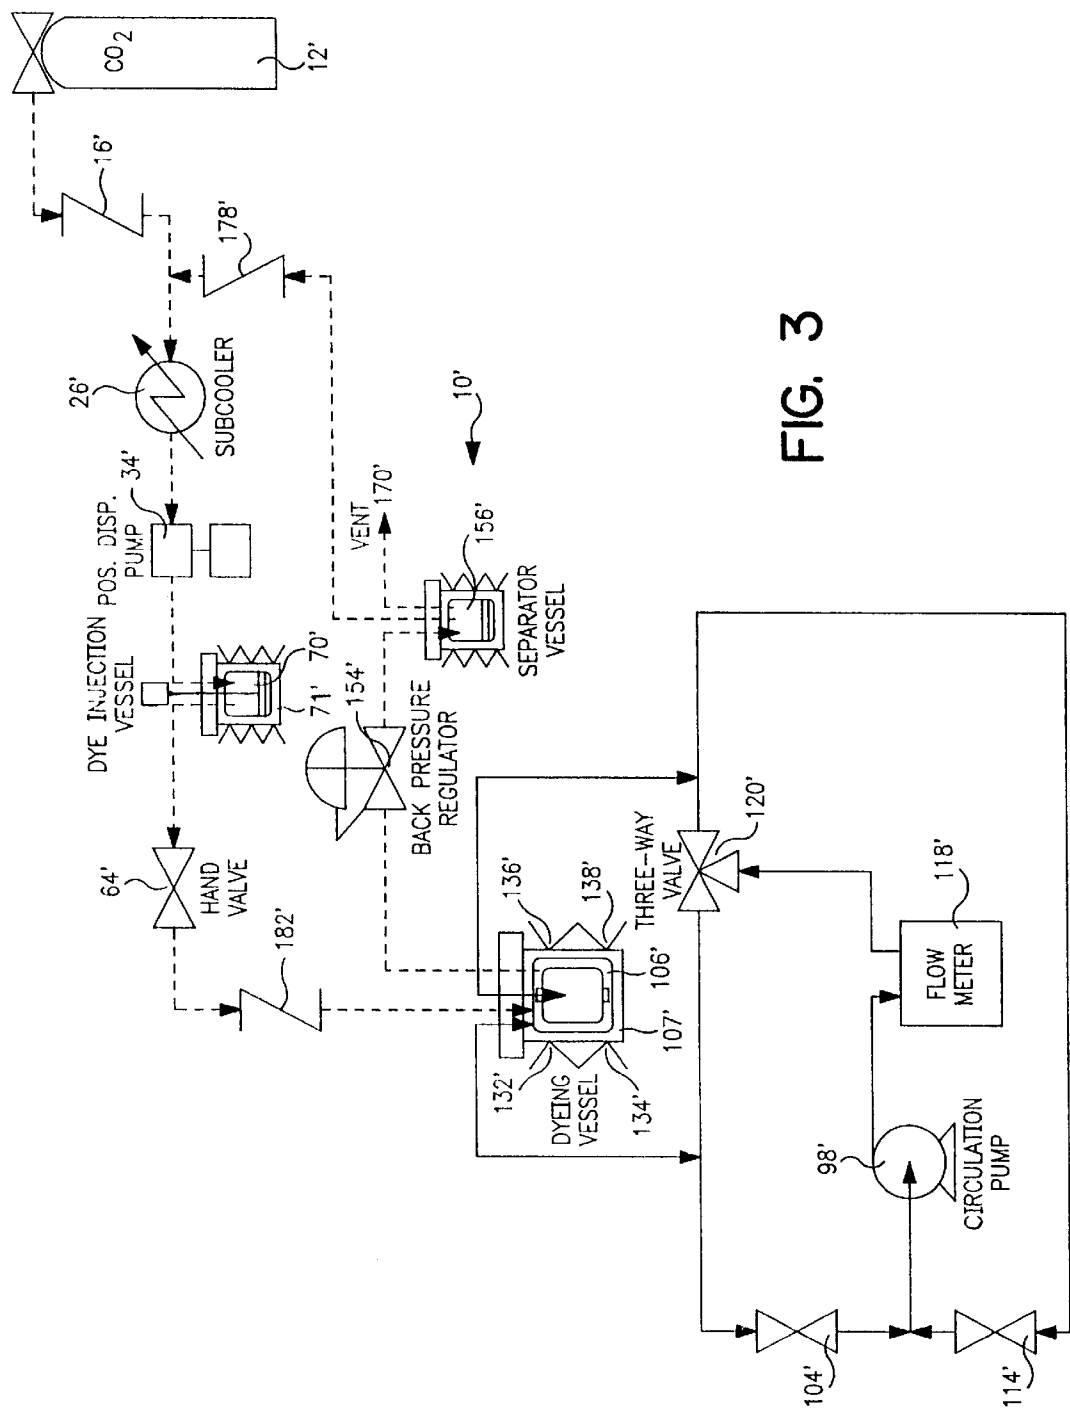 CO2
12'
16'
178'
26'
SUBCOOLER
34'
POS. DISP.
PUMP
DYE INJECTION
VESSEL
70'
71'
64'
HAND
VALVE
182'
10'
VENT 170'
156'
SEPARATOR
VESSEL
154'
BACK PRESSURE
REGULATOR
136'
138'
106'
107'
132'
134'
DYEING
VESSEL
THREE-WAY
VALVE
120'
118'
FLOW
METER
98'
CIRCULATION
PUMP
104'
114'
FIG. 3